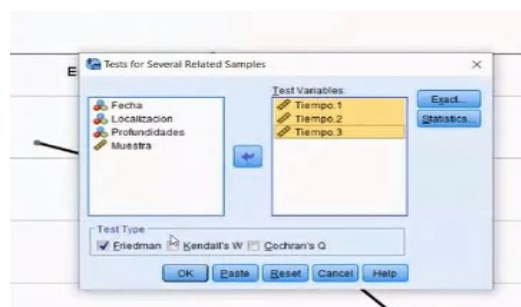 E
Tests for Several Related Samples
Test Variables:
Fecha
Localizacion
Profundidades
Muestra
Tiempo.1
Tiempo.2
Tiempo.3
Exact...
Statistics...
Test Type
Friedman Kendall's W Cochran's Q
OK Paste Reset Cancel Help